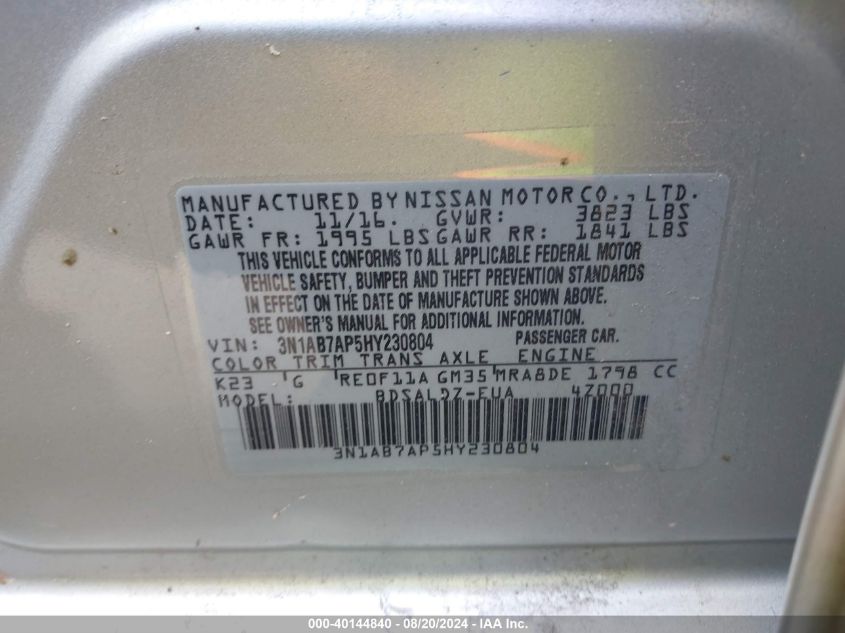 MANUFACTURED BY NISSAN MOTOR CO., LTD.
DATE: 11/16. GVWR: 3823 LBS
GAWR FR: 1995 LBS GAWR RR: 1841 LBS
THIS VEHICLE CONFORMS TO ALL APPLICABLE FEDERAL MOTOR
VEHICLE SAFETY, BUMPER AND THEFT PREVENTION STANDARDS
IN EFFECT ON THE DATE OF MANUFACTURE SHOWN ABOVE.
SEE OWNER'S MANUAL FOR ADDITIONAL INFORMATION.
VIN: 3N1AB7AP5HY230804 PASSENGER CAR.
COLOR TRIM TRANS AXLE ENGINE
K23 G RE0F11A GM35 MRA8DE 1798 CC
MODEL: BDSALDZ-EUA 4Z000
3N1AB7AP5HY230804
000-40144840 - 08/20/2024 - IAA Inc.